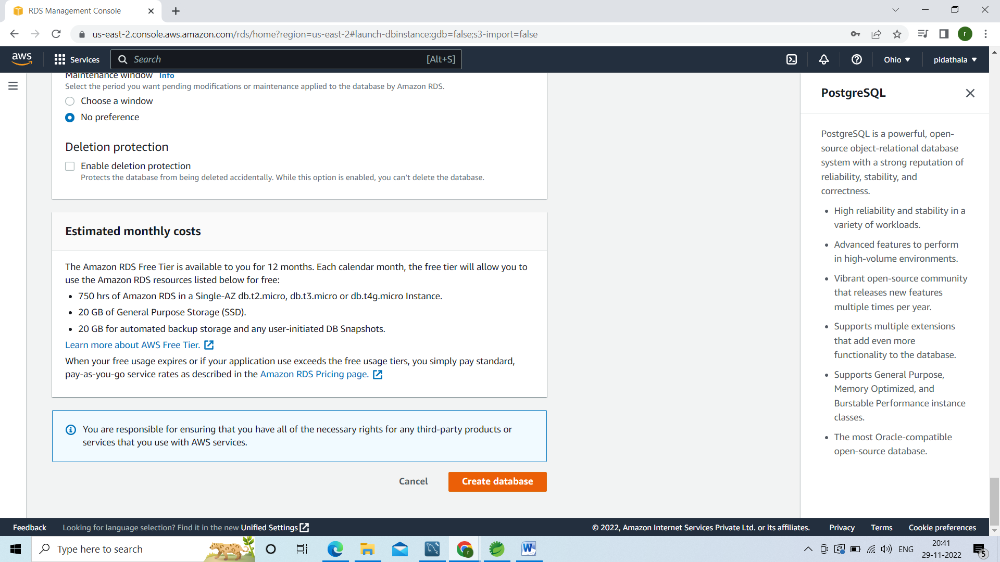 RDS Management Console
us-east-2.console.aws.amazon.com/rds/home?region=us-east-2#launch-dbinstance:gdb=false;s3-import=false
r
aws
Services
Search
[Alt+S]
Ohio
pidathala
Maintenance window Info
Select the period you want pending modifications or maintenance applied to the database by Amazon RDS.
Choose a window
No preference
Deletion protection
Enable deletion protection
Protects the database from being deleted accidentally. While this option is enabled, you can't delete the database.
Estimated monthly costs
The Amazon RDS Free Tier is available to you for 12 months. Each calendar month, the free tier will allow you to
use the Amazon RDS resources listed below for free:
750 hrs of Amazon RDS in a Single-AZ db.t2.micro, db.t3.micro or db.t4g.micro Instance.
20 GB of General Purpose Storage (SSD).
20 GB for automated backup storage and any user-initiated DB Snapshots.
Learn more about AWS Free Tier.
When your free usage expires or if your application use exceeds the free usage tiers, you simply pay standard,
pay-as-you-go service rates as described in the Amazon RDS Pricing page.
You are responsible for ensuring that you have all of the necessary rights for any third-party products or
services that you use with AWS services.
Cancel
Create database
PostgreSQL
PostgreSQL is a powerful, open-
source object-relational database
system with a strong reputation of
reliability, stability, and
correctness.
High reliability and stability in a
variety of workloads.
Advanced features to perform
in high-volume environments.
Vibrant open-source community
that releases new features
multiple times per year.
Supports multiple extensions
that add even more
functionality to the database.
Supports General Purpose,
Memory Optimized, and
Burstable Performance instance
classes.
The most Oracle-compatible
open-source database.
Feedback
Looking for language selection? Find it in the new Unified Settings
© 2022, Amazon Internet Services Private Ltd. or its affiliates.
Privacy
Terms
Cookie preferences
Type here to search
ENG
20:41
29-11-2022
5